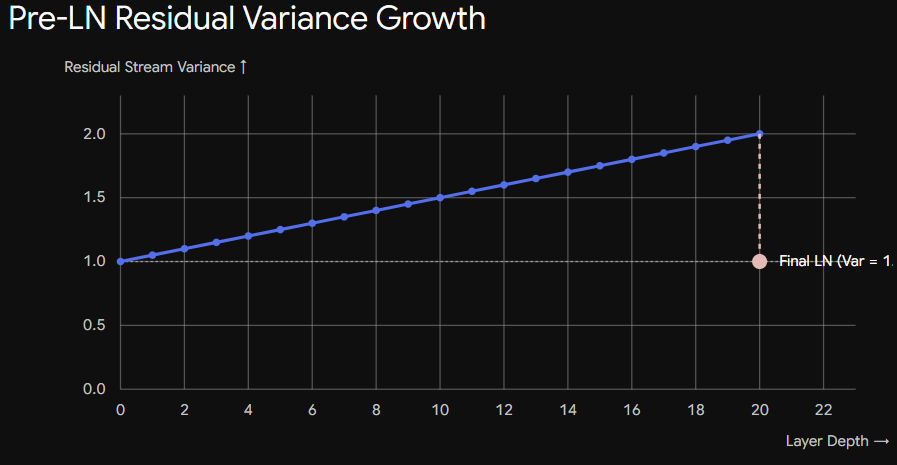 Pre-LN Residual Variance Growth
Residual Stream Variance ↑
2.0
1.5
1.0
Final LN (Var = 1.
0.5
0.0
0 2 4 6 8 10 12 14 16 18 20 22
Layer Depth →